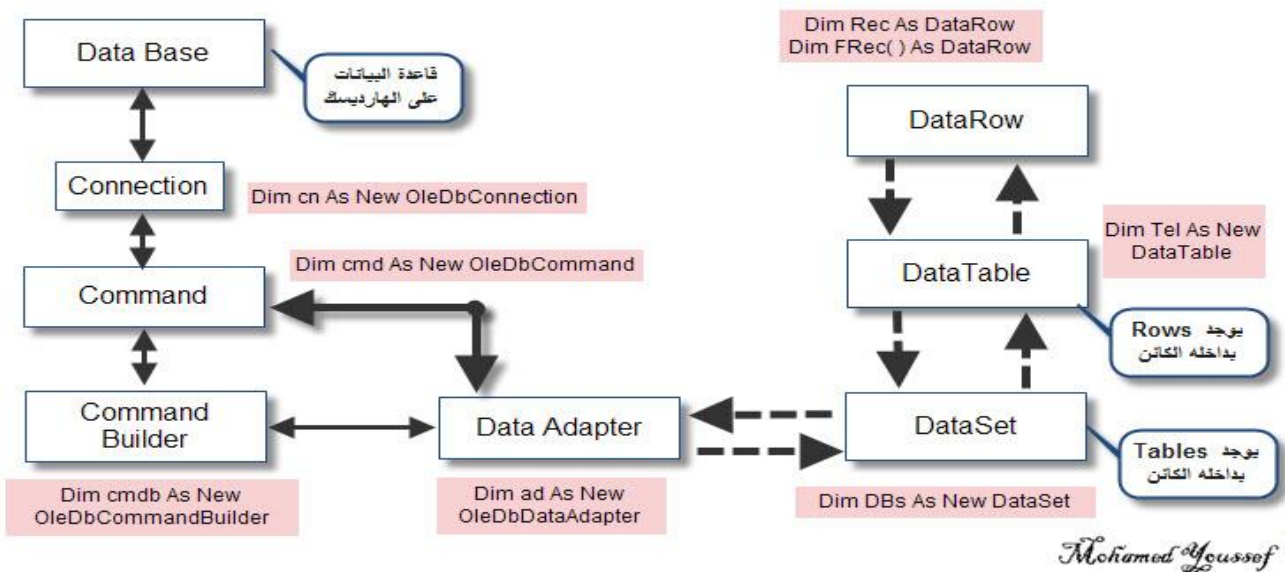 Data Base
قاعدة البيانات
على الهارديسك
Connection
Dim cn As New OleDbConnection
Dim cmd As New OleDbCommand
Command
Command
Builder
Dim cmdb As New
OleDbCommandBuilder
Data Adapter
Dim ad As New
OleDbDataAdapter
Dim Rec As DataRow
Dim FRec( ) As DataRow
DataRow
Dim Tel As New
DataTable
DataTable
يوجد Rows
بداخله الكائن
DataSet
يوجد Tables
بداخله الكائن
Dim DBs As New DataSet
Mohamed Youssef